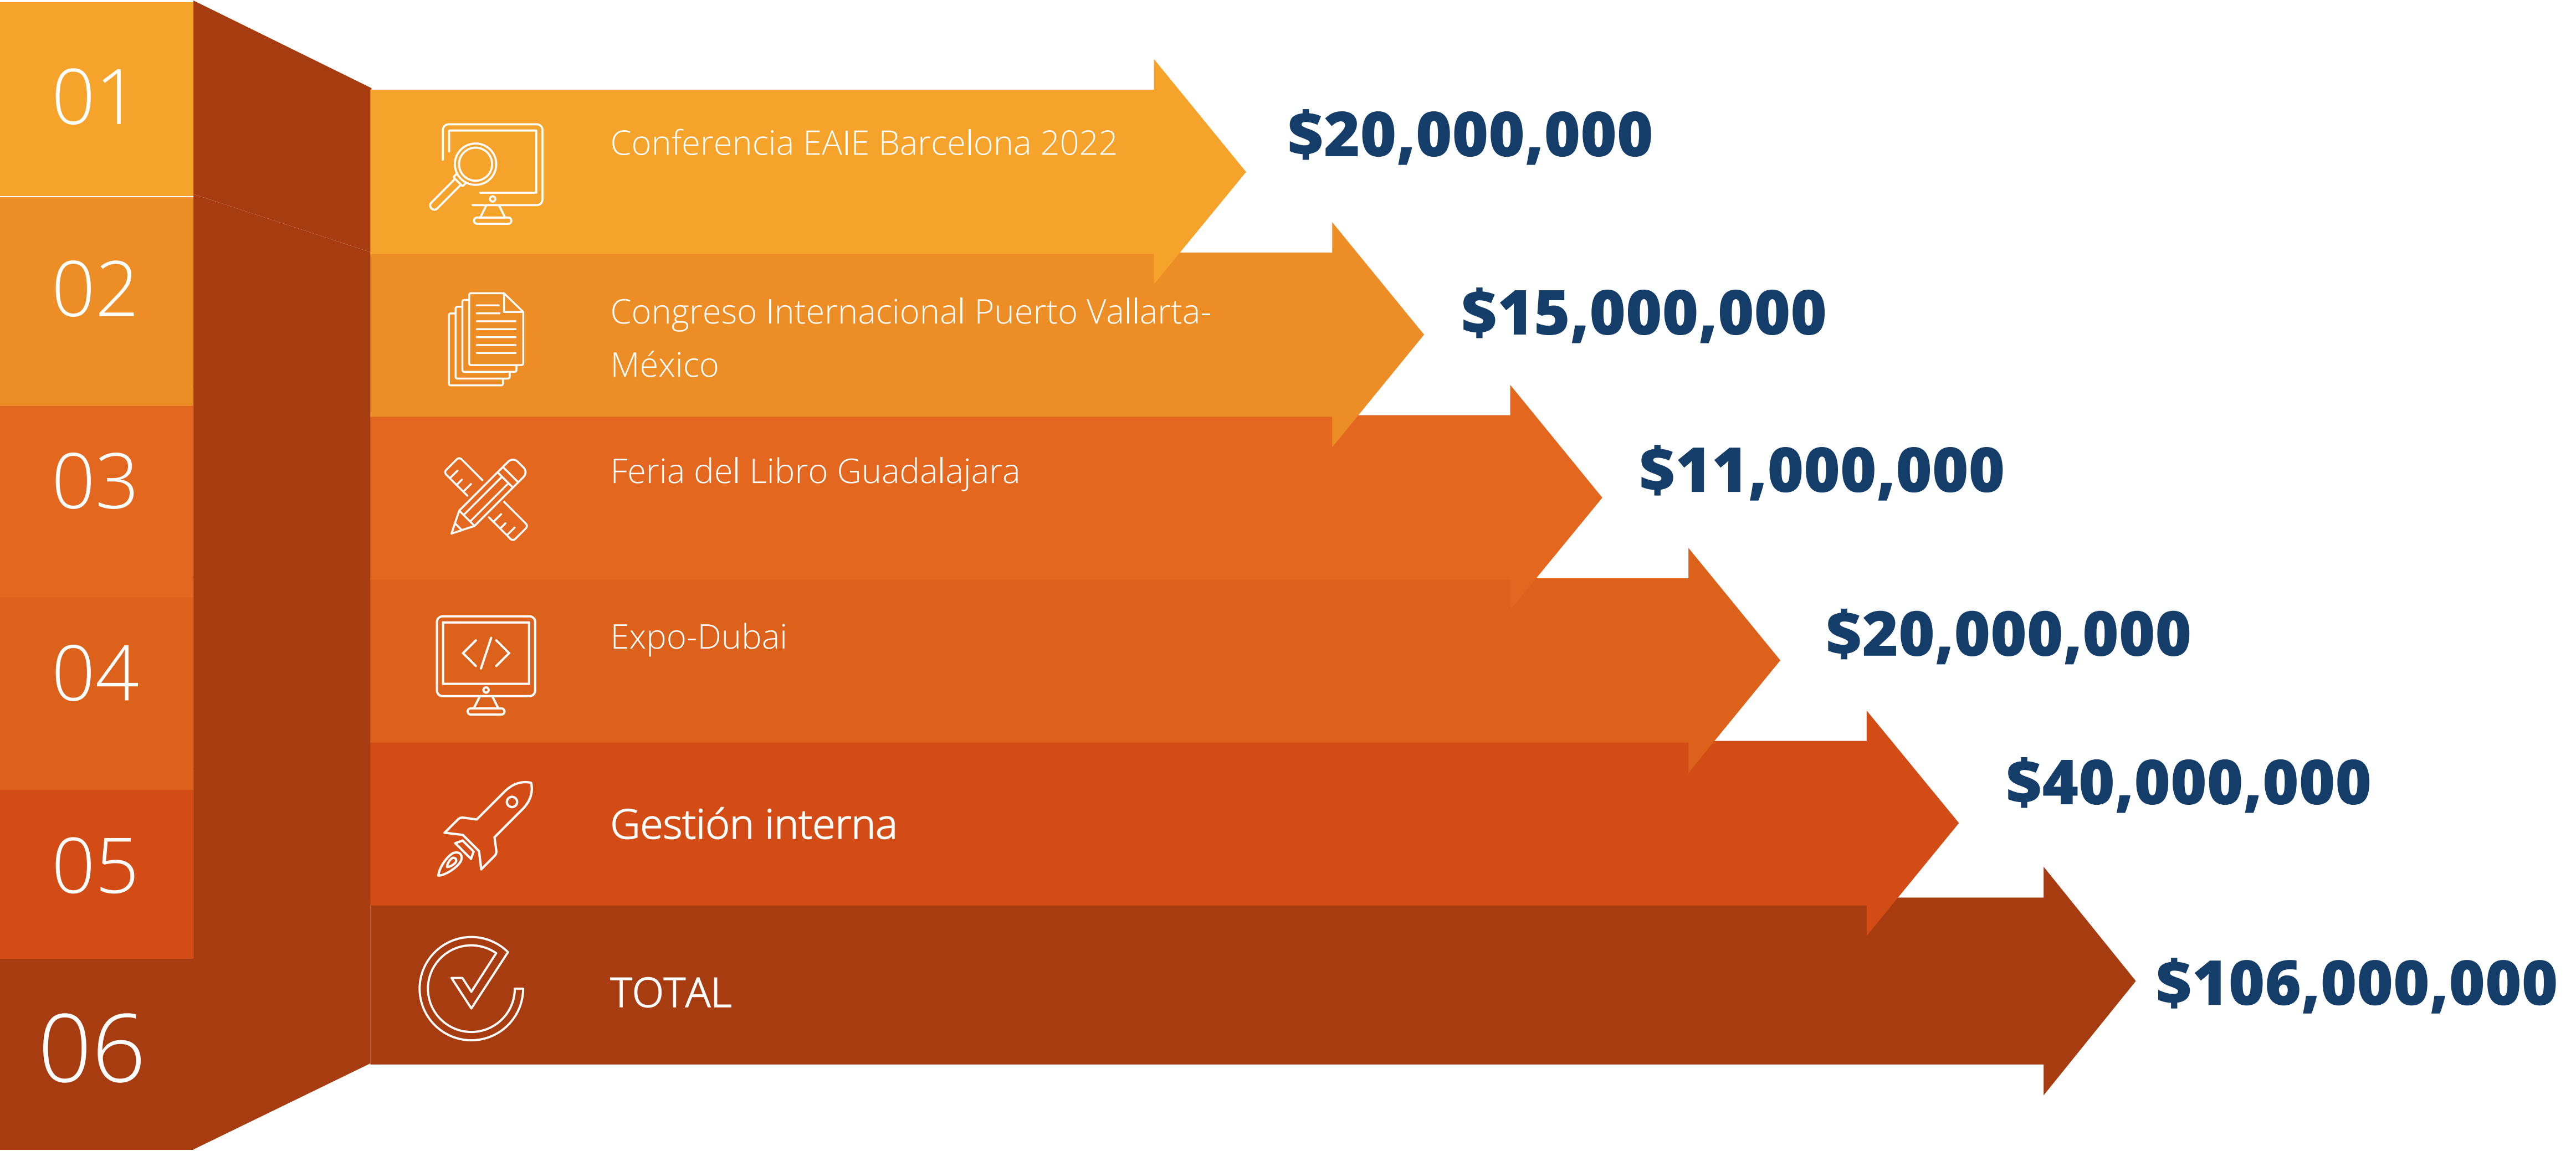 01
Conferencia EAIE Barcelona 2022
$20,000,000
02
Congreso Internacional Puerto Vallarta-
México
$15,000,000
03
Feria del Libro Guadalajara
$11,000,000
04
Expo-Dubai
$20,000,000
</>
05
Gestión interna
$40,000,000
06
TOTAL
$106,000,000